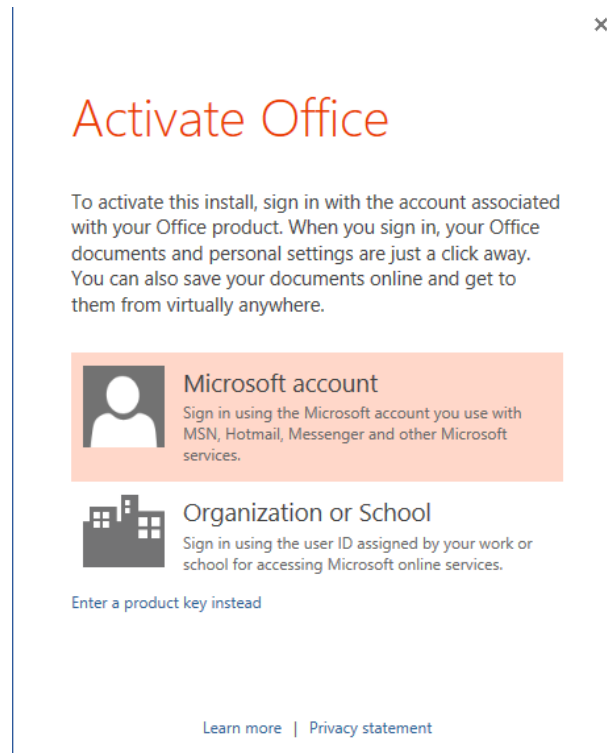 Activate Office
To activate this install, sign in with the account associated
with your Office product. When you sign in, your Office
documents and personal settings are just a click away.
You can also save your documents online and get to
them from virtually anywhere.
Microsoft account
Sign in using the Microsoft account you use with
MSN, Hotmail, Messenger and other Microsoft
services.
Organization or School
Sign in using the user ID assigned by your work or
school for accessing Microsoft online services.
Enter a product key instead
Learn more | Privacy statement